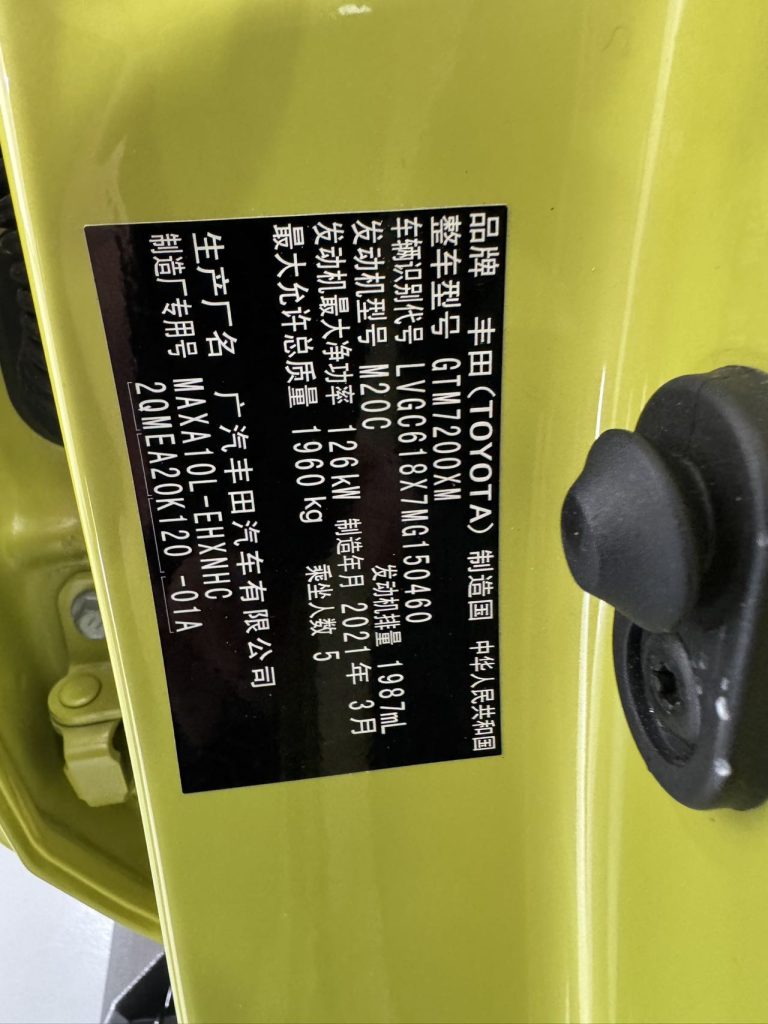 品牌 丰田(TOYOTA) 制造国 中华人民共和国
整车型号 GTM7200XM
车辆识别代号 LVGC618X7MG150460
发动机型号 M20C 发动机排量 1987mL
发动机最大净功率 126kW 制造年月 2021年 3月
最大允许总质量 1960kg 乘坐人数 5
生产厂名 广汽丰田汽车有限公司
制造厂专用号 MAXA10L-EHXNHC
2QMEA20K120 -01A